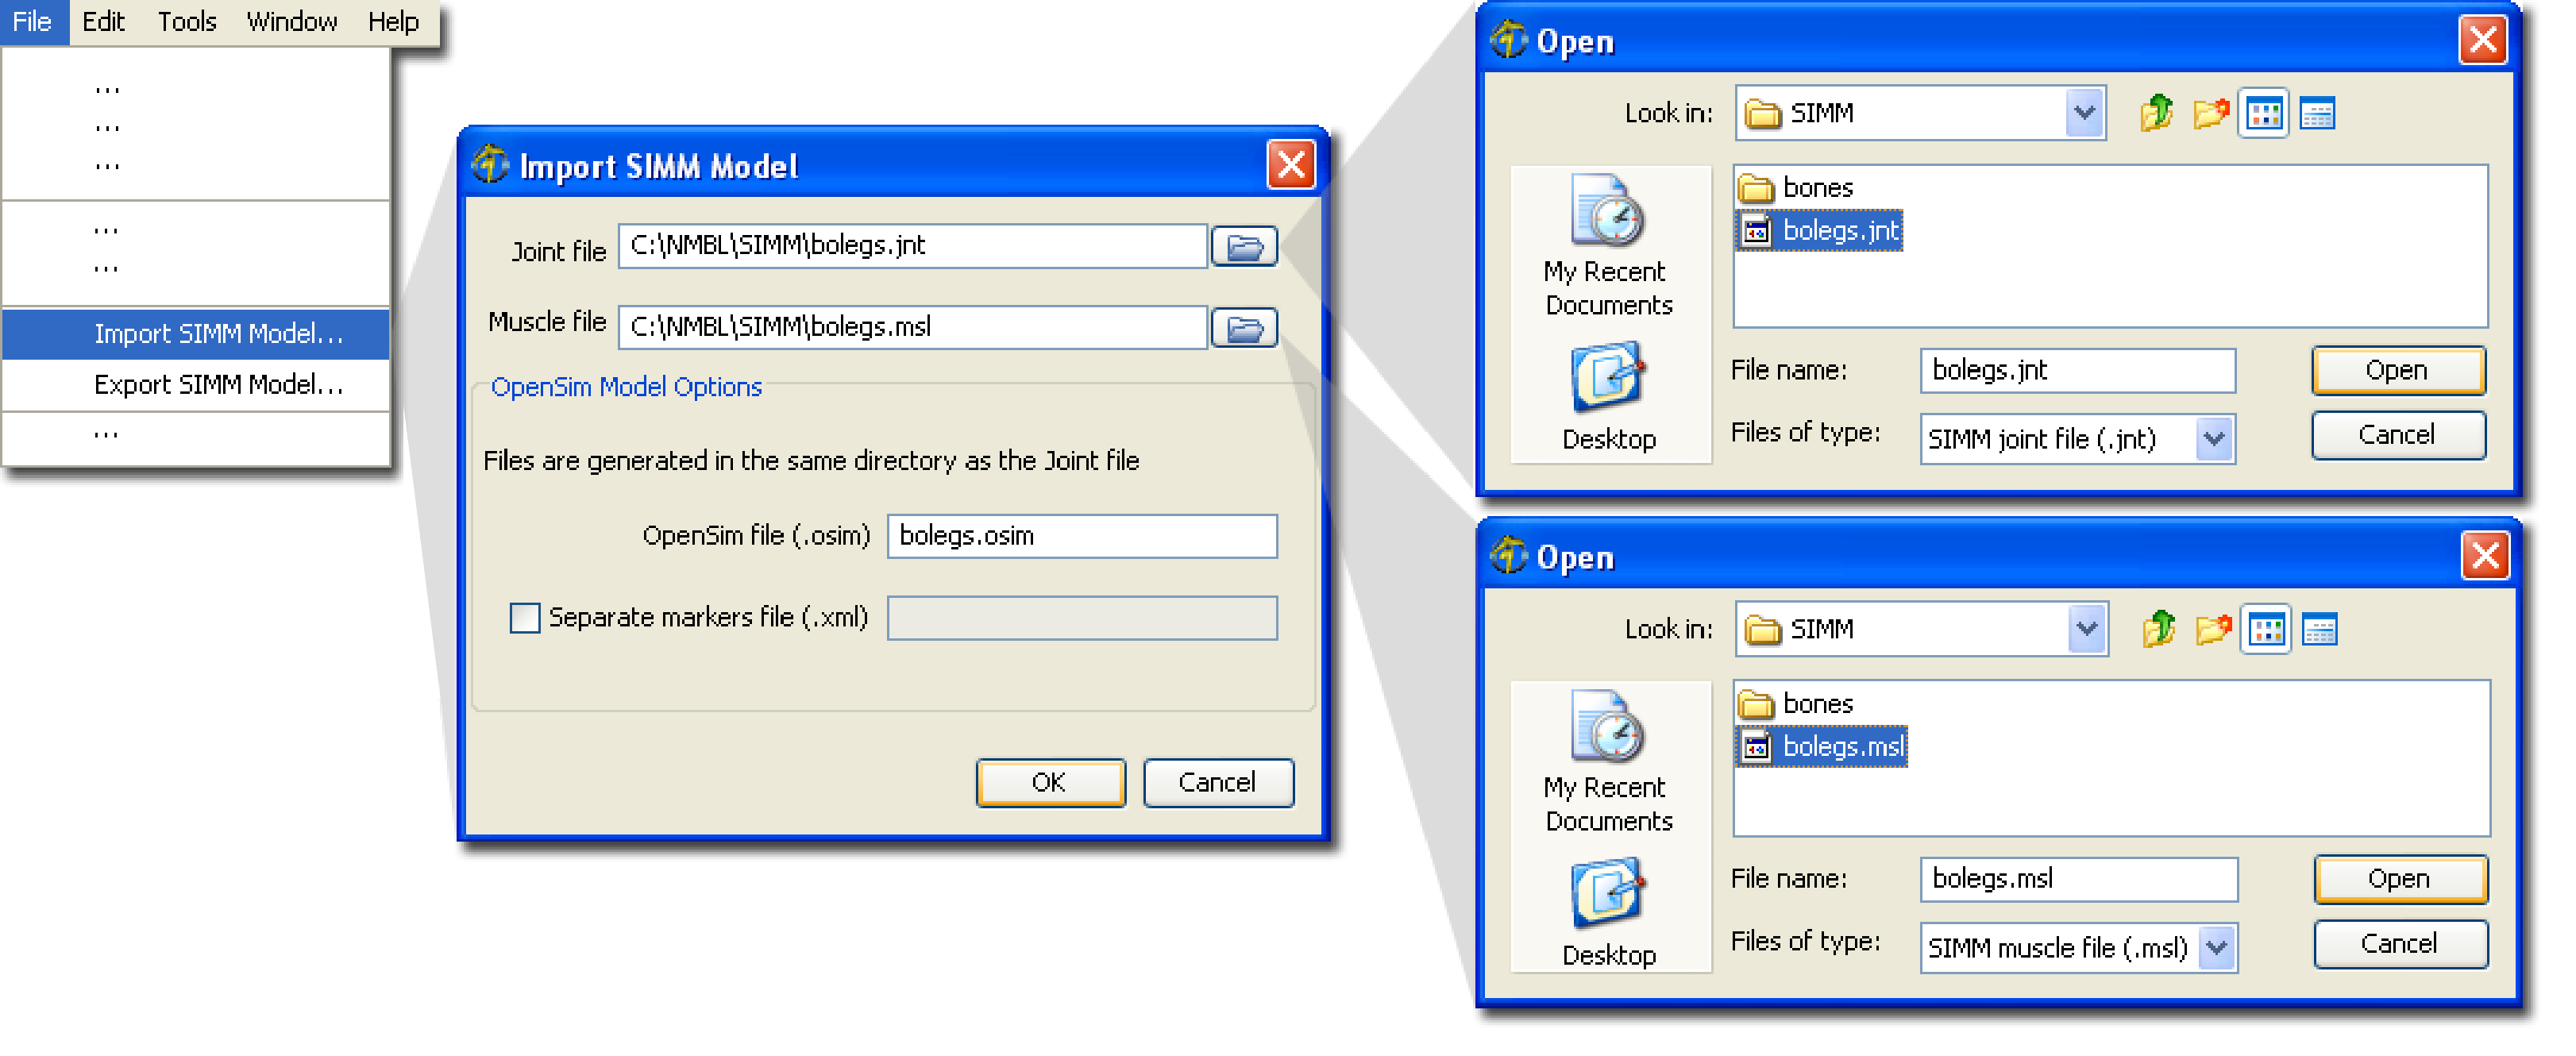 File Edit Tools Window Help
...
...
...
...
...
Import SIMM Model...
Export SIMM Model...
...
Import SIMM Model
Joint file C:\NMBL\SIMM\bolegs.jnt
Muscle file C:\NMBL\SIMM\bolegs.msl
OpenSim Model Options
Files are generated in the same directory as the Joint file
OpenSim file (.osim) bolegs.osim
Separate markers file (.xml)
OK Cancel
Open
Look in: SIMM
bones
bolegs.jnt
My Recent
Documents
Desktop
File name: bolegs.jnt Open
Files of type: SIMM joint file (.jnt) Cancel
Open
Look in: SIMM
bones
bolegs.msl
My Recent
Documents
Desktop
File name: bolegs.msl Open
Files of type: SIMM muscle file (.msl) Cancel